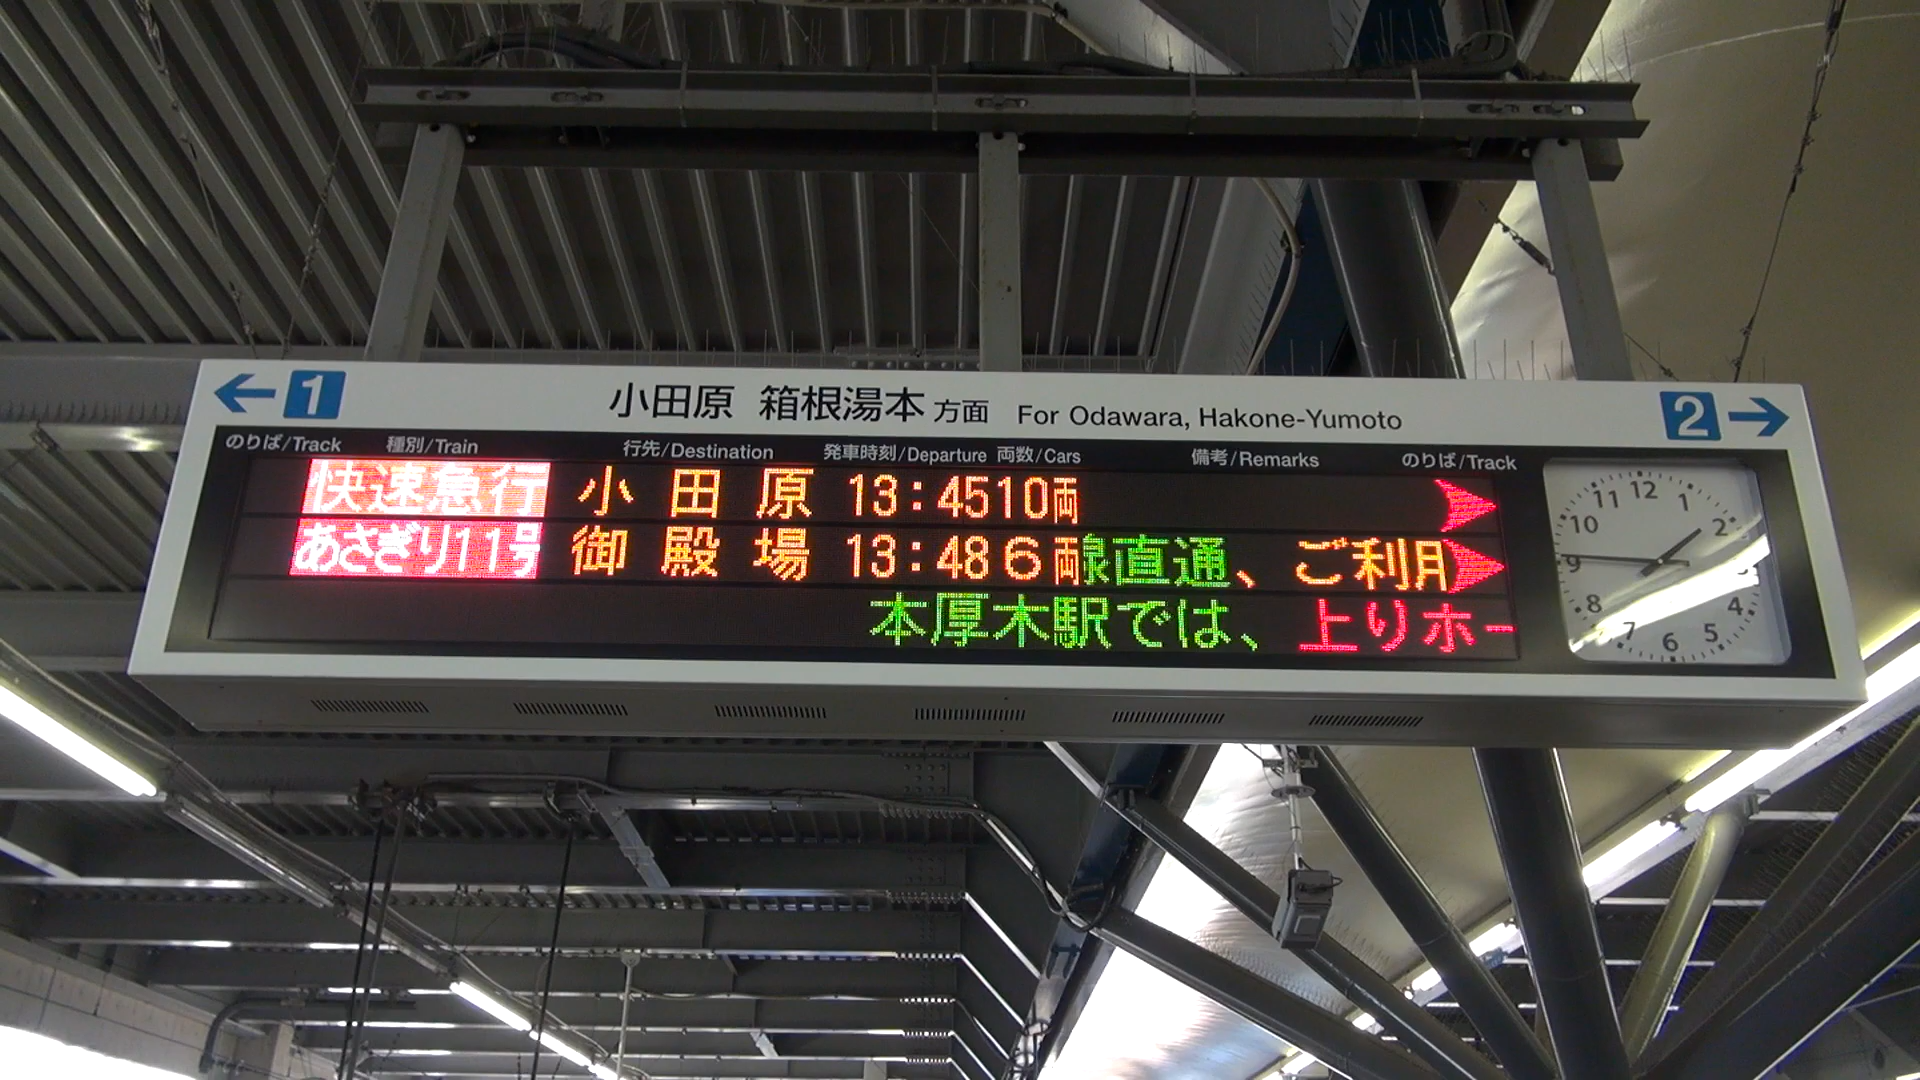 ← 1 小田原 箱根湯本 方面 For Odawara, Hakone-Yumoto 2 →
のりば/Track 種別/Train 行先/Destination 発車時刻/Departure 両数/Cars 備考/Remarks のりば/Track
快速急行 小田原 13:45 10両
あさぎり11号 御殿場 13:48 6両 線直通、ご利用
本厚木駅では、上りホー
12
1
2
3
4
5
6
7
8
9
10
11